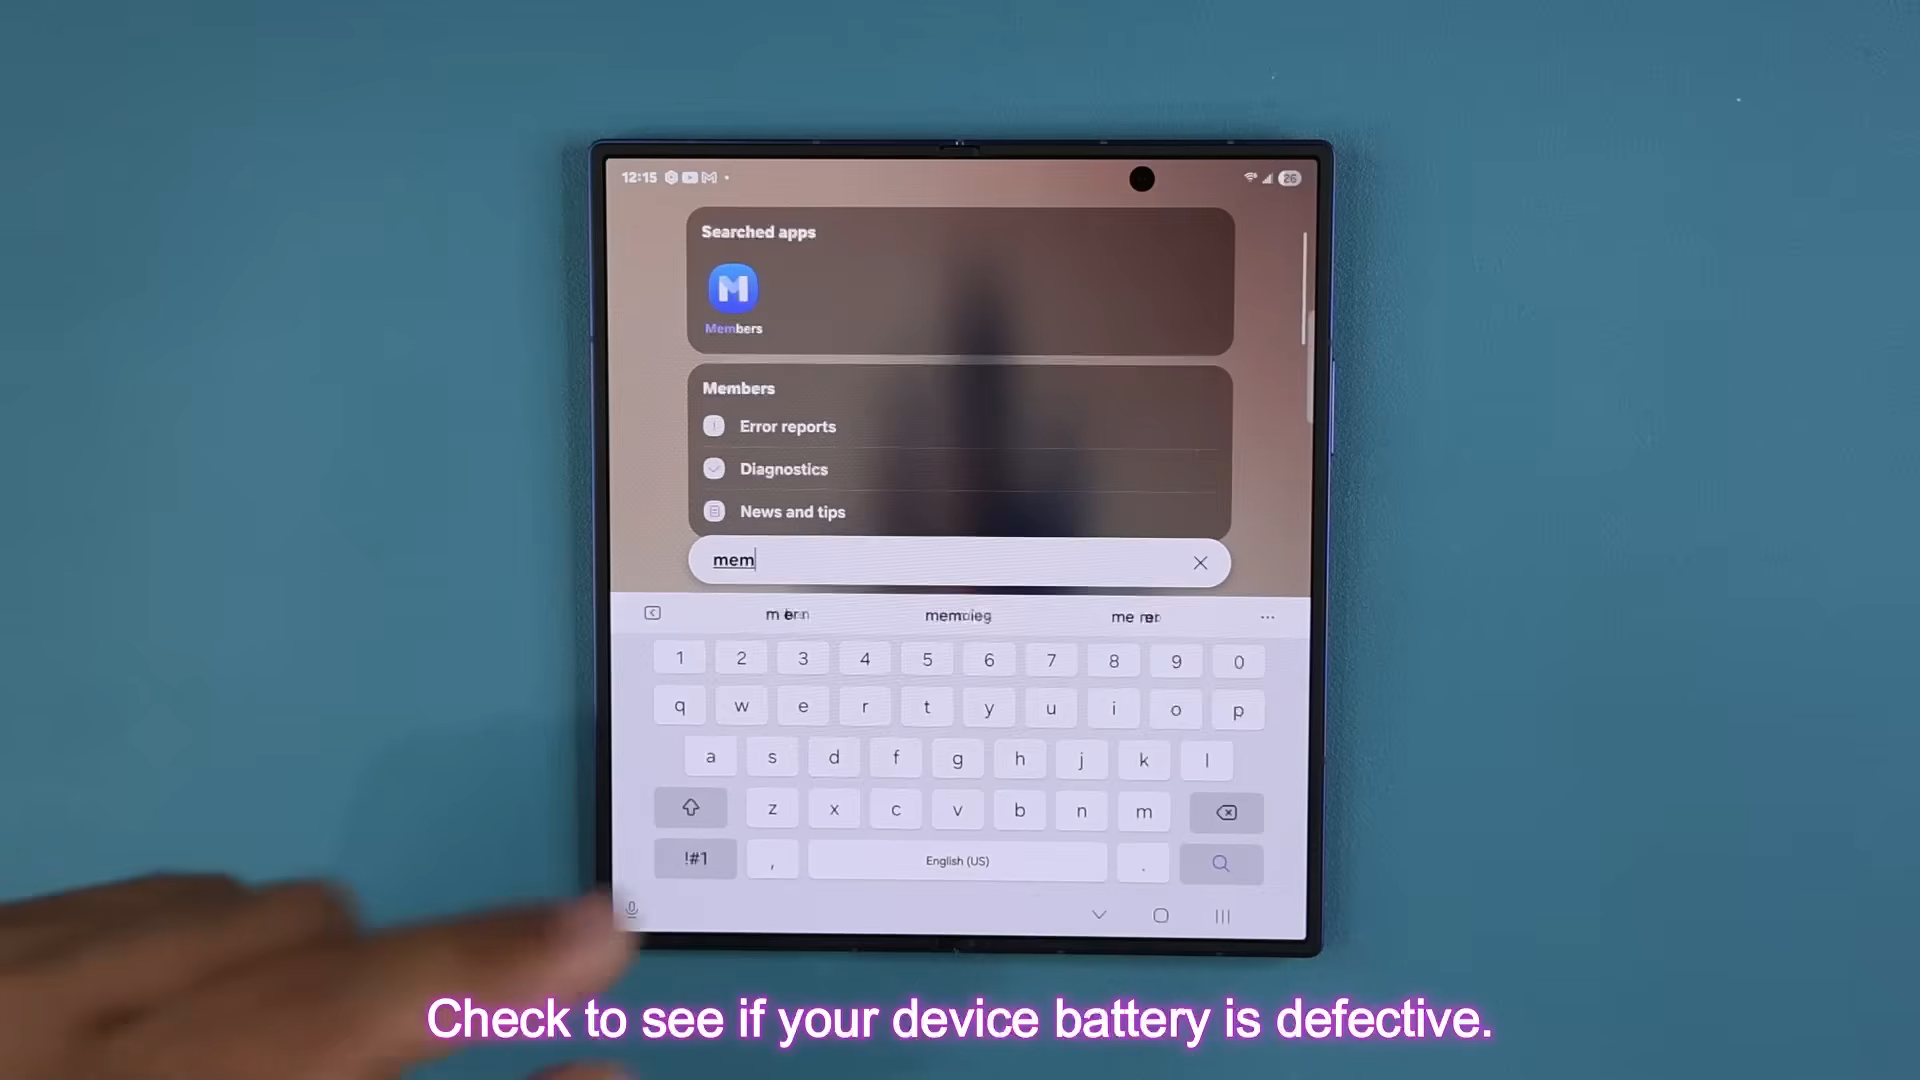 12:15
26
Searched apps
M
Members
Members
Error reports
Diagnostics
News and tips
mem
1 2 3 4 5 6 7 8 9 0
q w e r t y u i o p
a s d f g h j k l
z x c v b n m
!#1 , English (US) .
Check to see if your device battery is defective.